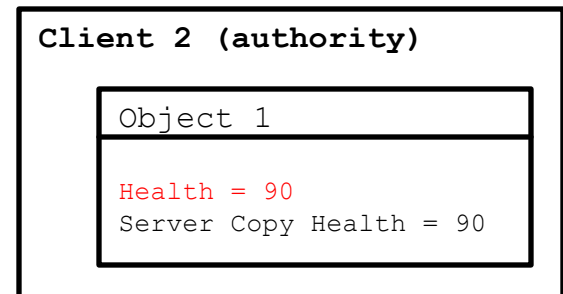 Client 2 (authority)
Object 1
Health = 90
Server Copy Health = 90